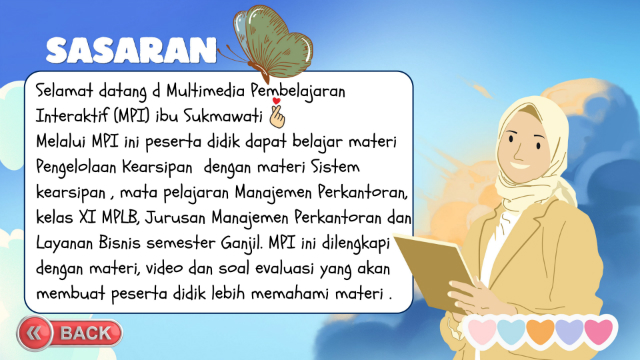 SASARAN
Selamat datang d Multimedia Pembelajaran
Interaktif (MPI) ibu Sukmawati
Melalui MPI ini peserta didik dapat belajar materi
Pengelolaan Kearsipan dengan materi Sistem
kearsipan , mata pelajaran Manajemen Perkantoran,
kelas XI MPLB, Jurusan Manajemen Perkantoran dan
Layanan Bisnis semester Ganjil. MPI ini dilengkapi
dengan materi, video dan soal evaluasi yang akan
membuat peserta didik lebih memahami materi .
BACK